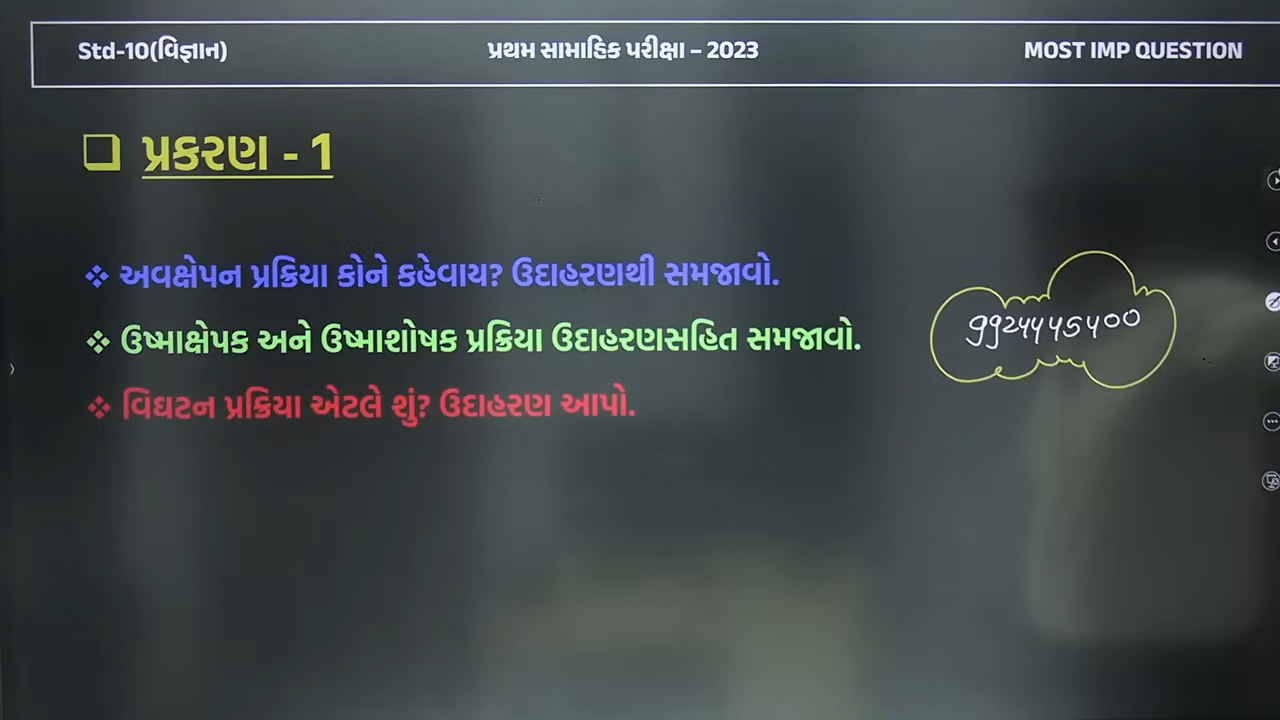 Std-10(વિજ્ઞાન)
પ્રથમ સામાહિક પરીક્ષા – 2023
MOST IMP QUESTION
❑ પ્રકરણ - 1
❖ અવક્ષેપન પ્રક્રિયા કોને કહેવાય? ઉદાહરણથી સમજાવો.
❖ ઉષ્માક્ષેપક અને ઉષ્માશોષક પ્રક્રિયા ઉદાહરણસહિત સમજાવો.
❖ વિઘટન પ્રક્રિયા એટલે શું? ઉદાહરણ આપો.